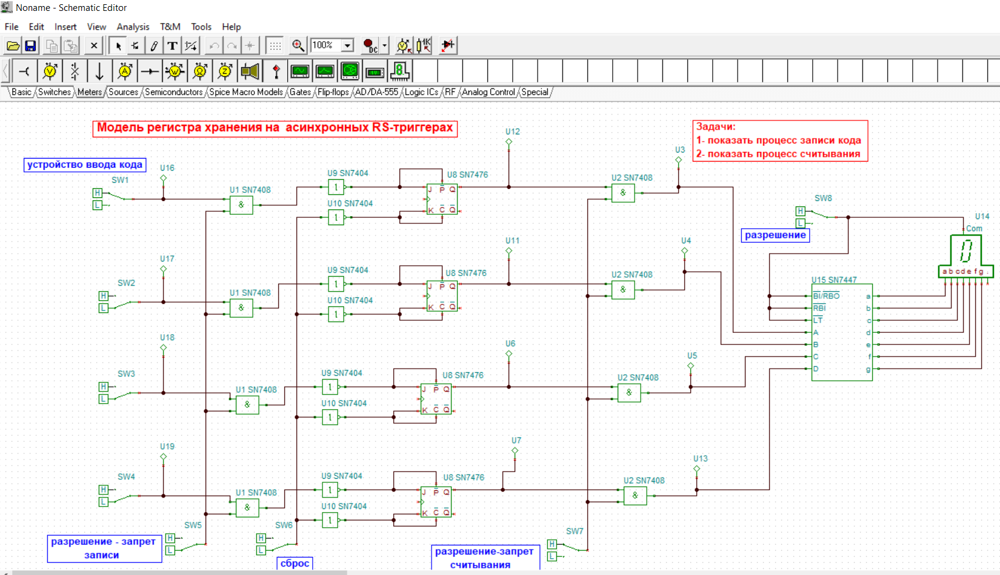 Noname - Schematic Editor
File Edit Insert View Analysis T&M Tools Help
100%
DC
1K
Basic Switches Meters Sources Semiconductors Spice Macro Models Gates Flip-flops AD/DA-555 Logic ICs RF Analog Control Special
Модель регистра хранения на асинхронных RS-триггерах
Задачи:
1- показать процесс записи кода
2- показать процесс считывания
устройство ввода кода
SW1
H
L
U16
U1 SN7408
&
U9 SN7404
1
U10 SN7404
1
U8 SN7476
J P Q
K C Q
U12
U2 SN7408
&
U3
SW2
H
L
U17
U1 SN7408
&
U9 SN7404
1
U10 SN7404
1
U8 SN7476
J P Q
K C Q
U11
U2 SN7408
&
U4
SW3
H
L
U18
U1 SN7408
&
U9 SN7404
1
U10 SN7404
1
U8 SN7476
J P Q
K C Q
U6
U2 SN7408
&
U5
SW4
H
L
U19
U1 SN7408
&
U9 SN7404
1
U10 SN7404
1
U8 SN7476
J P Q
K C Q
U7
U2 SN7408
&
U13
SW8
H
L
разрешение
U14
Com
0
a b c d e f g .
U15 SN7447
BI/RBO a
RBI b
LT c
A d
B e
C f
D g
SW5
H
L
разрешение - запрет
записи
SW6
H
L
сброс
SW7
H
L
разрешение-запрет
считывания